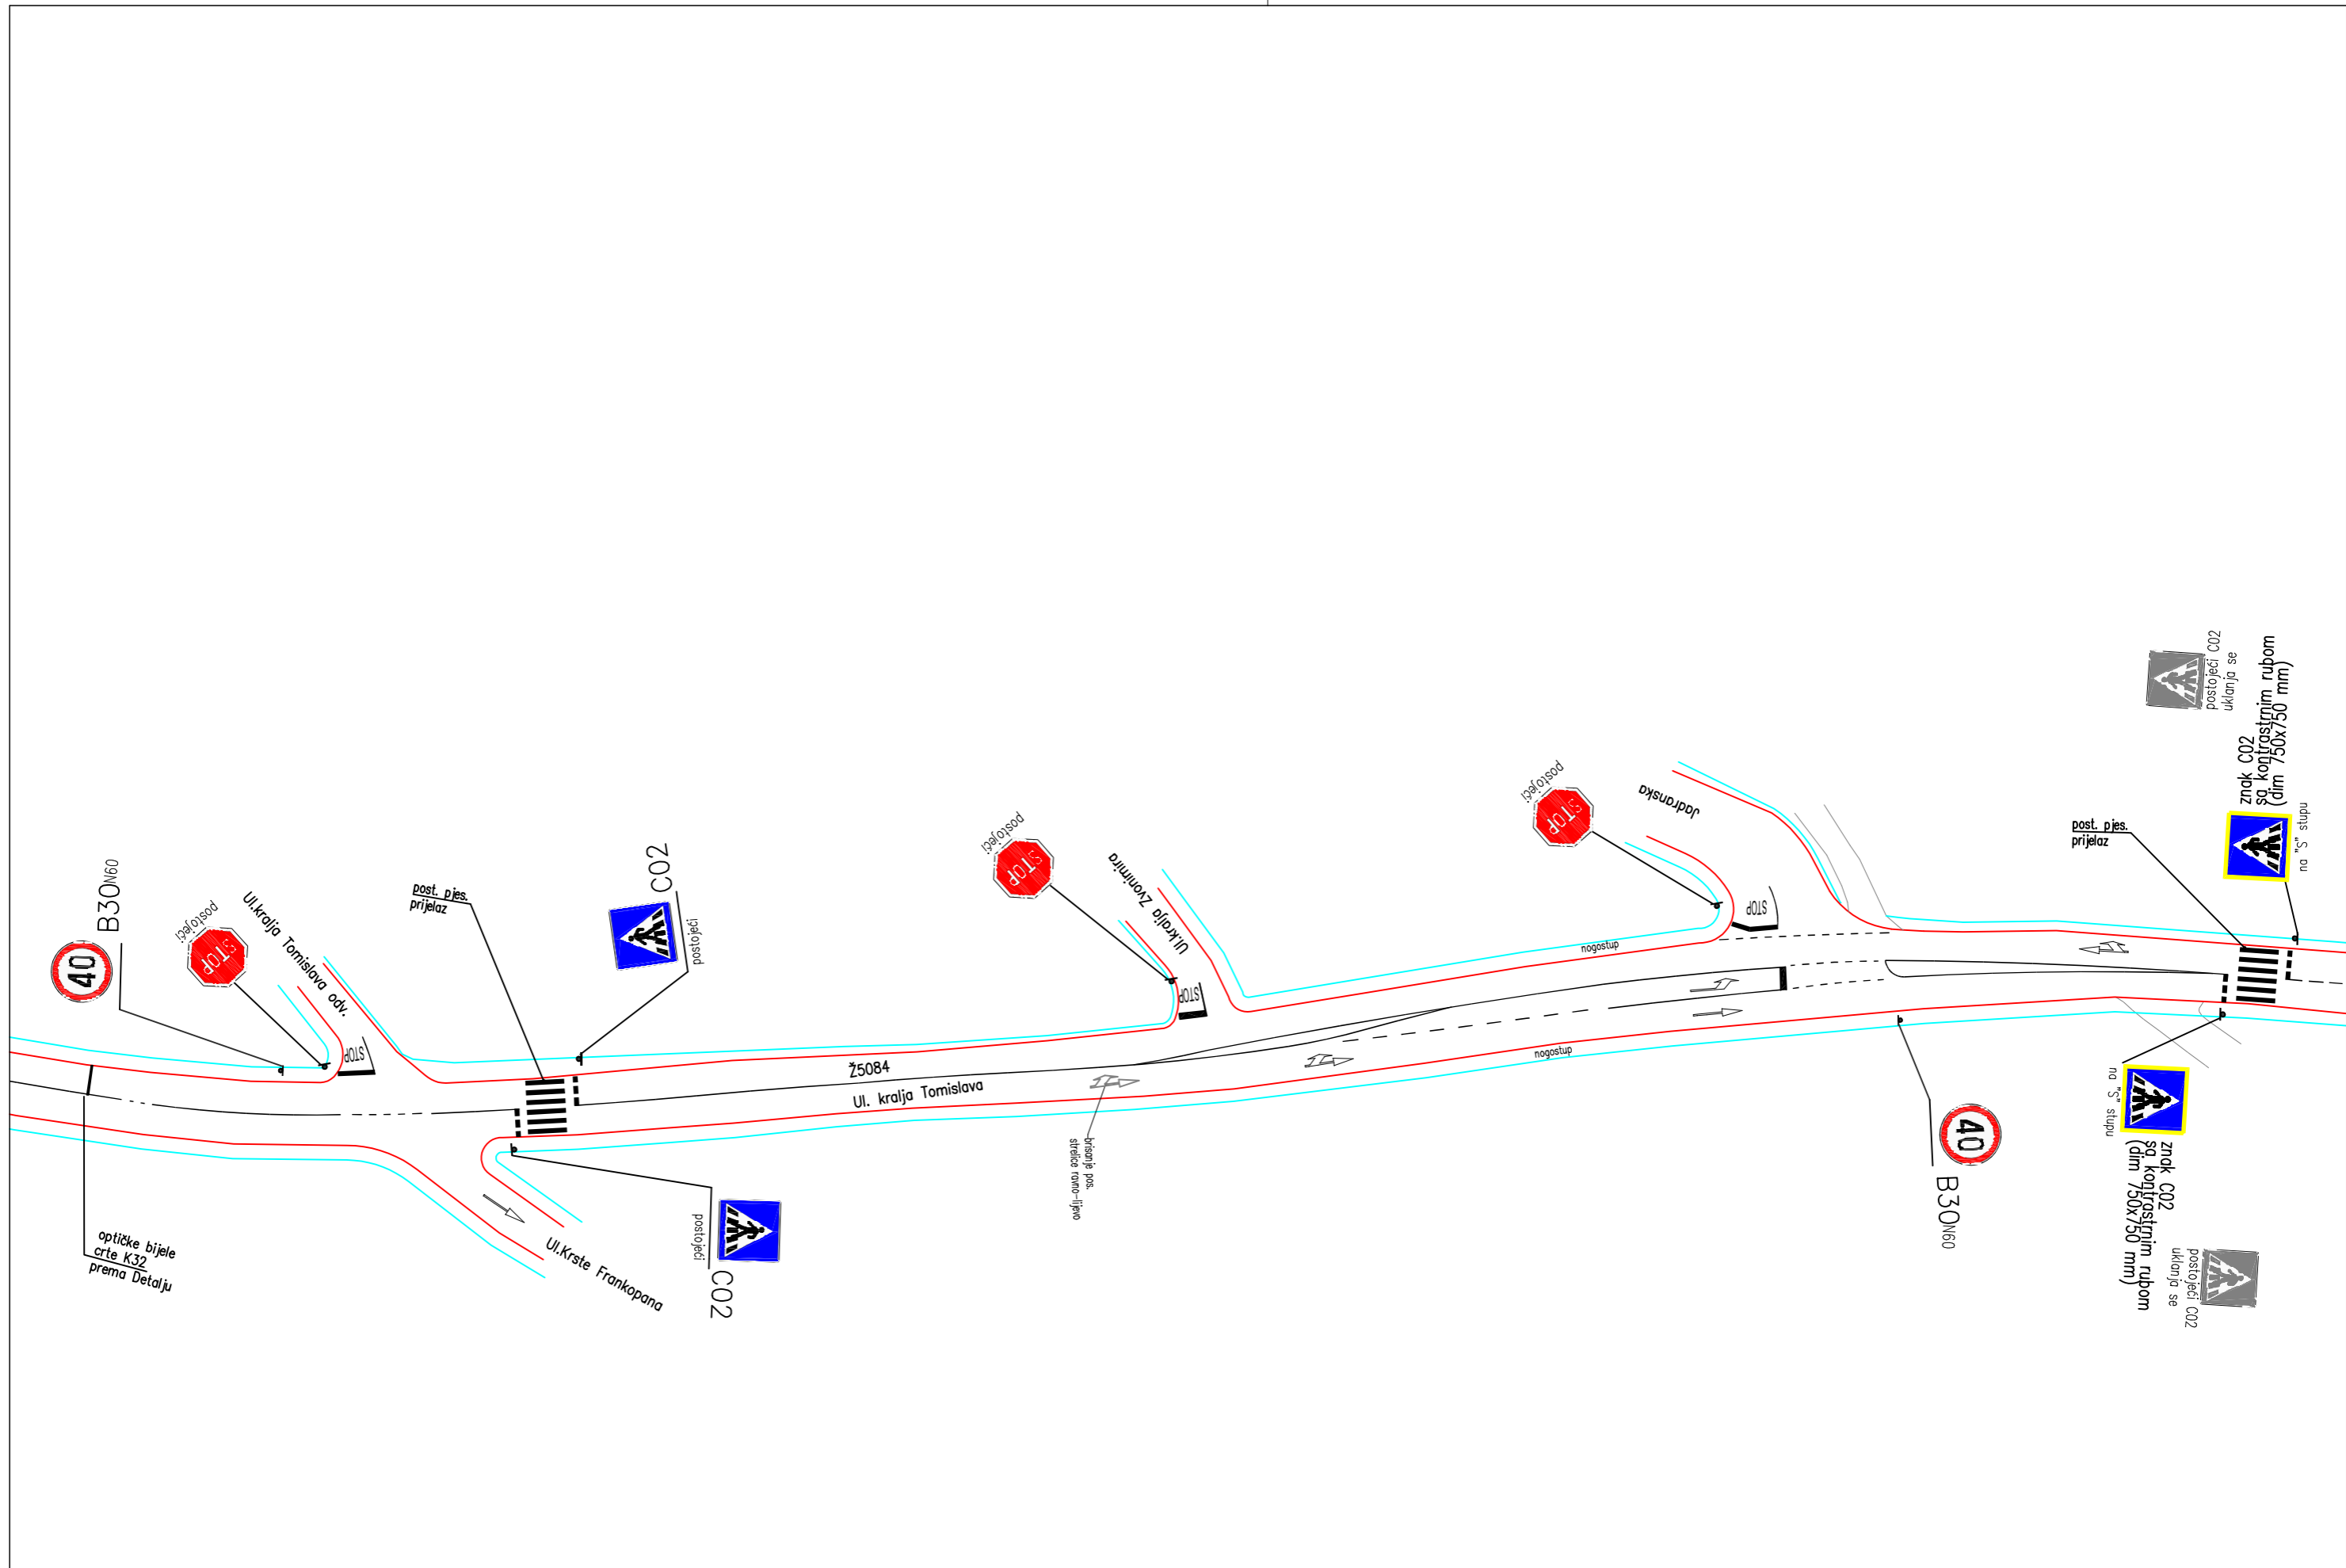 B30N60
40
postojeći
STOP
Ul.kralja Tomislava odv.
STOP
post. pjes.
prijelaz
C02
postojeći
optičke bijele
crte K32
prema Detalju
Ul.Krste Frankopana
postojeći
C02
Ž5084
Ul. kralja Tomislava
postojeći
STOP
Ul.kralja Zvonimira
STOP
brisanje pos.
strelice ravno-lijevo
postojeći
STOP
Jadranska
STOP
nogostup
nogostup
40
B30N60
post. pjes.
prijelaz
postojeći C02
uklanja se
znak C02
sa kontrastnim rubom
(dim 750x750 mm)
na "S" stupu
na "S" stupu
znak C02
sa kontrastnim rubom
(dim 750x750 mm)
postojeći C02
uklanja se